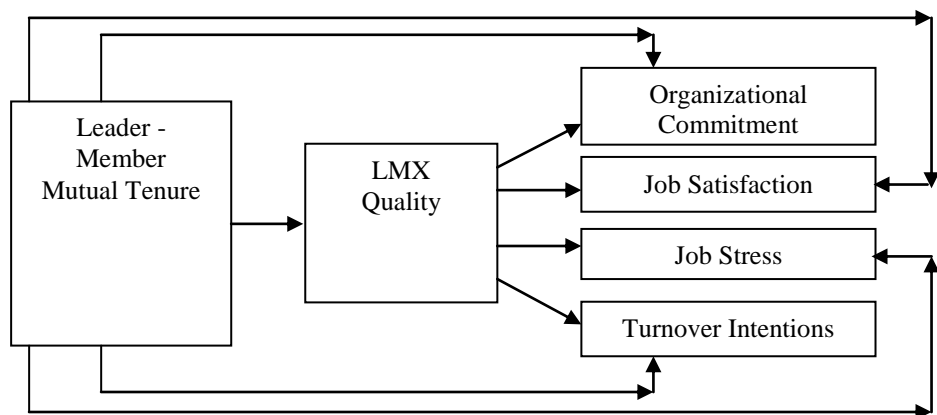 Leader -
Member
Mutual Tenure
LMX
Quality
Organizational
Commitment
Job Satisfaction
Job Stress
Turnover Intentions